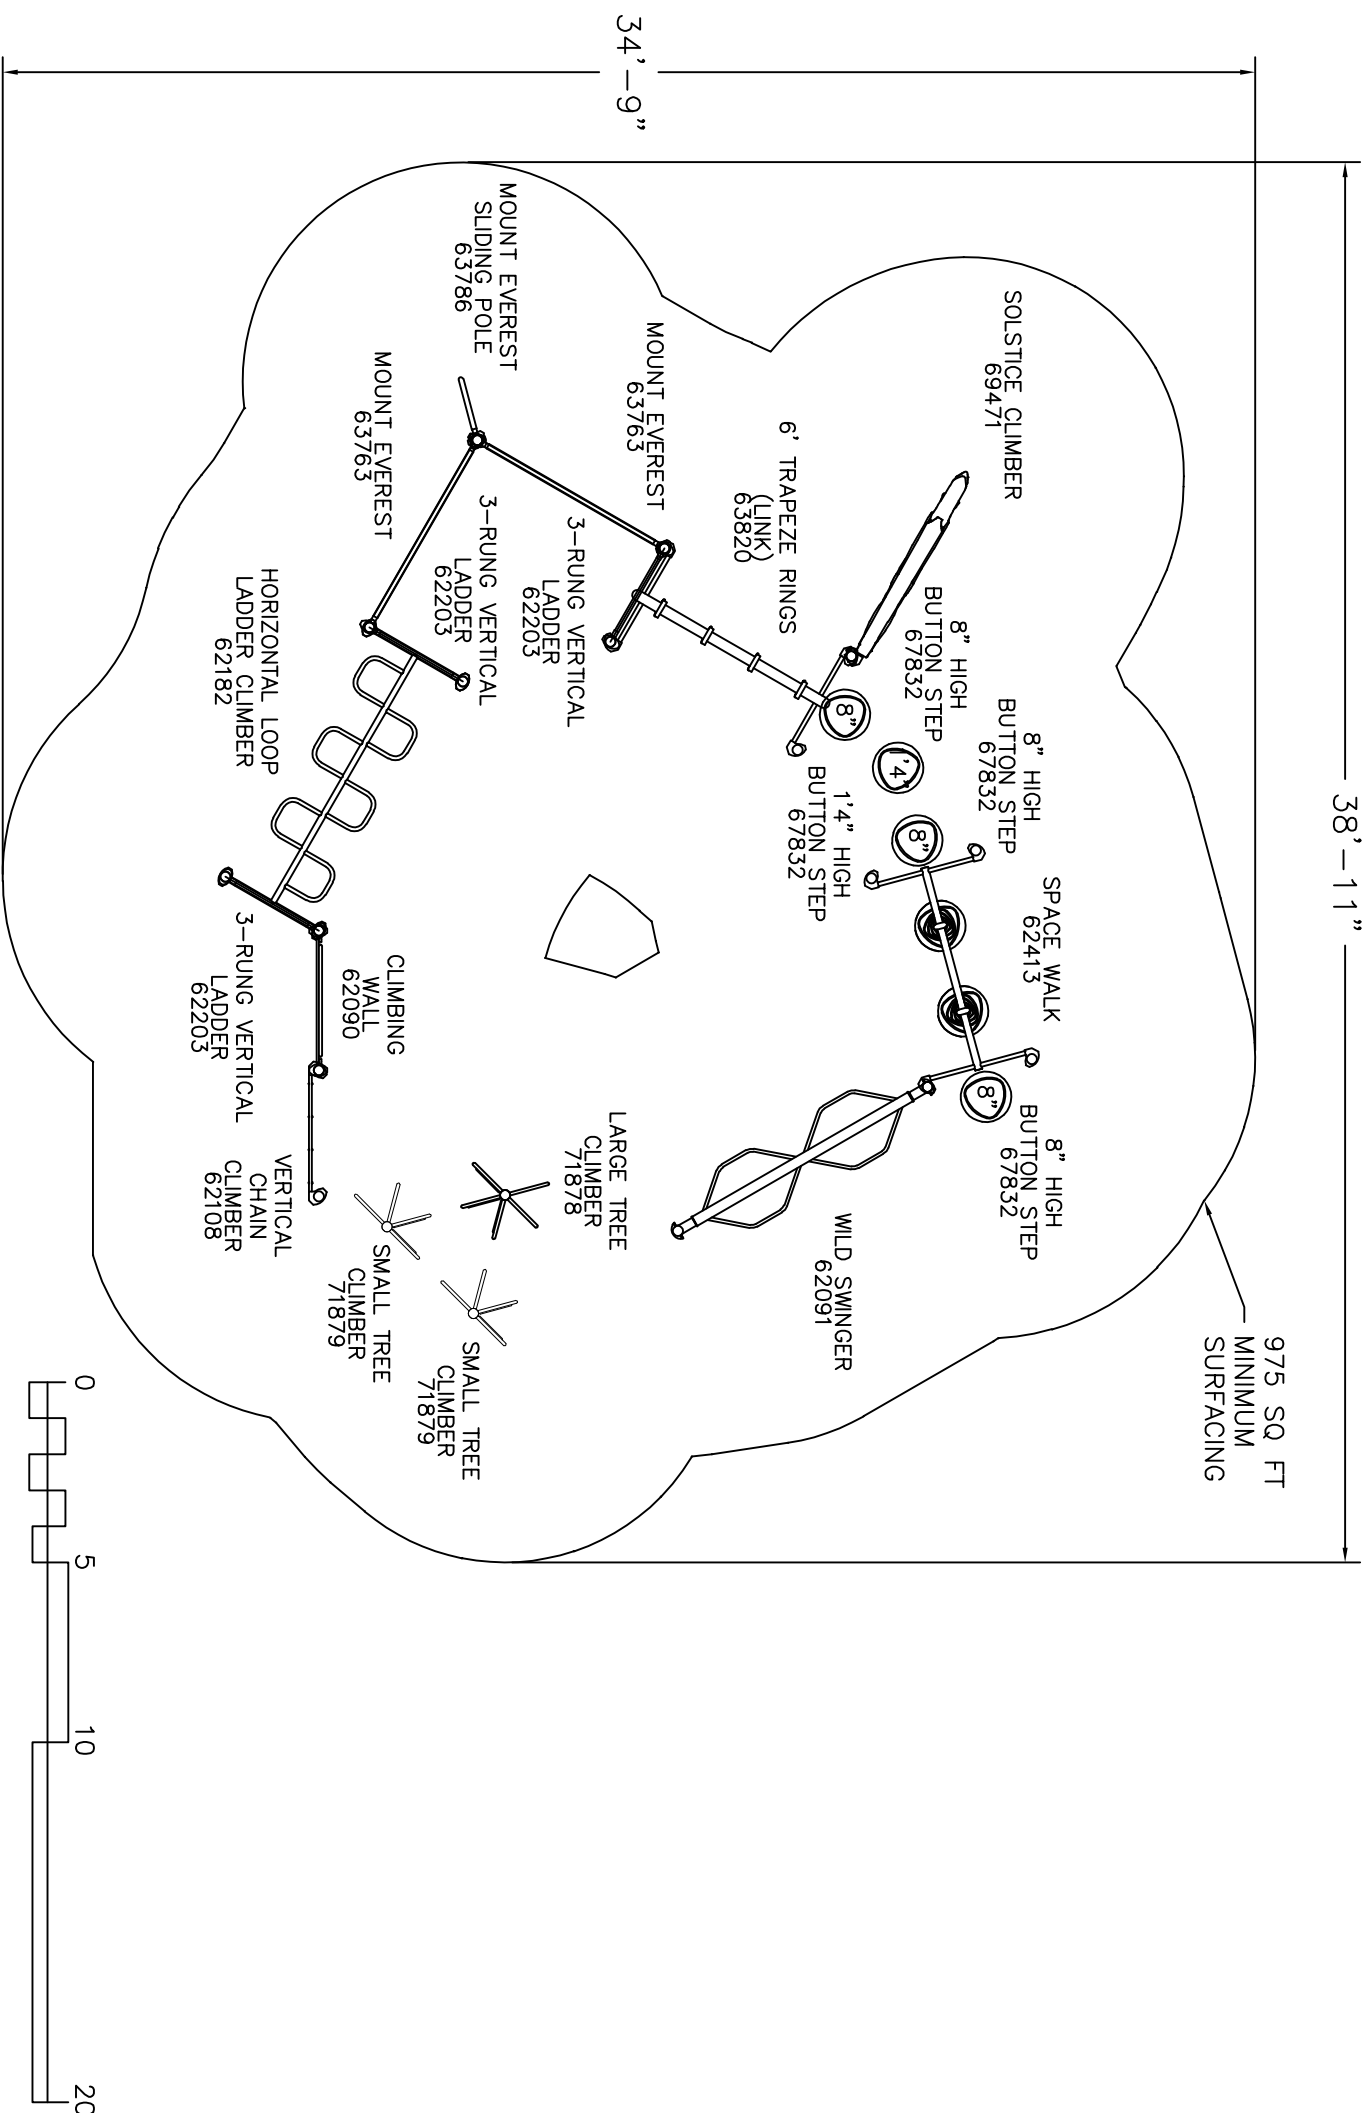 38'-11"
34'-9"
975 SQ FT
MINIMUM
SURFACING
SOLSTICE CLIMBER
69471
8" HIGH
BUTTON STEP
67832
8" HIGH
BUTTON STEP
67832
SPACE WALK
62413
8" HIGH
BUTTON STEP
67832
8"
1'4"
8"
8"
1'4" HIGH
BUTTON STEP
67832
6' TRAPEZE RINGS
(LINK)
63820
WILD SWINGER
62091
MOUNT EVEREST
63763
MOUNT EVEREST
SLIDING POLE
63786
3-RUNG VERTICAL
LADDER
62203
3-RUNG VERTICAL
LADDER
62203
MOUNT EVEREST
63763
LARGE TREE
CLIMBER
71878
SMALL TREE
CLIMBER
71879
SMALL TREE
CLIMBER
71879
CLIMBING
WALL
62090
HORIZONTAL LOOP
LADDER CLIMBER
62182
3-RUNG VERTICAL
LADDER
62203
VERTICAL
CHAIN
CLIMBER
62108
0
5
10
20